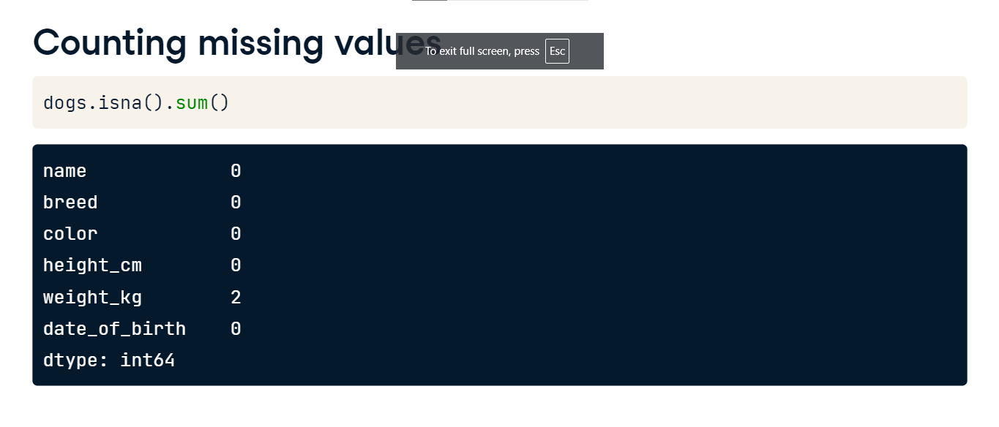 Counting missing values
To exit full screen, press Esc
dogs.isna().sum()
name 0
breed 0
color 0
height_cm 0
weight_kg 2
date_of_birth 0
dtype: int64